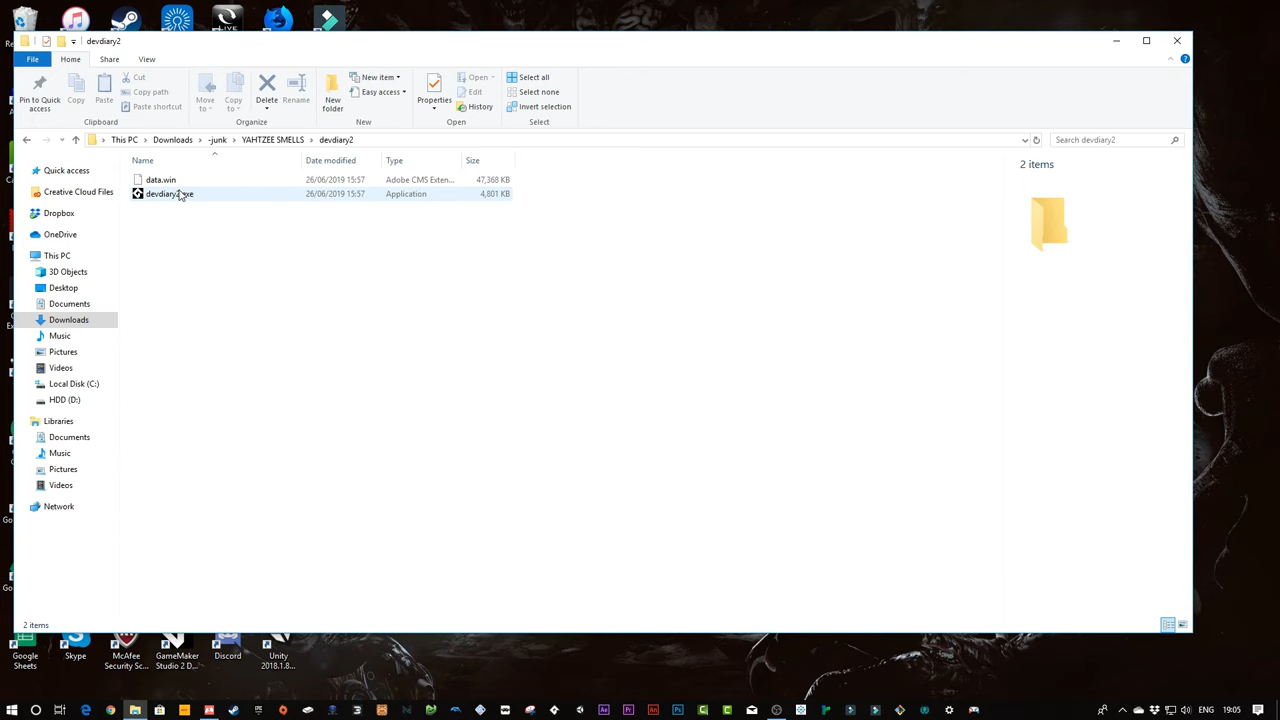 devdiary2
File Home Share View
Pin to Quick access
Copy
Paste
Cut
Copy path
Paste shortcut
Clipboard
Move to
Copy to
Delete
Rename
Organize
New folder
New item
Easy access
New
Properties
Open
Edit
History
Open
Select all
Select none
Invert selection
Select
This PC > Downloads > -junk > YAHTZEE SMELLS > devdiary2
Search devdiary2
Name Date modified Type Size
data.win 26/06/2019 15:57 Adobe CMS Exten... 47,368 KB
devdiary2.exe 26/06/2019 15:57 Application 4,801 KB
2 items
Quick access
Creative Cloud Files
Dropbox
OneDrive
This PC
3D Objects
Desktop
Documents
Downloads
Music
Pictures
Videos
Local Disk (C:)
HDD (D:)
Libraries
Documents
Music
Pictures
Videos
Network
2 items
Google Sheets
Skype
McAfee Security Sc...
GameMaker Studio 2 D...
Discord
Unity 2018.1.8...
ENG 19:05